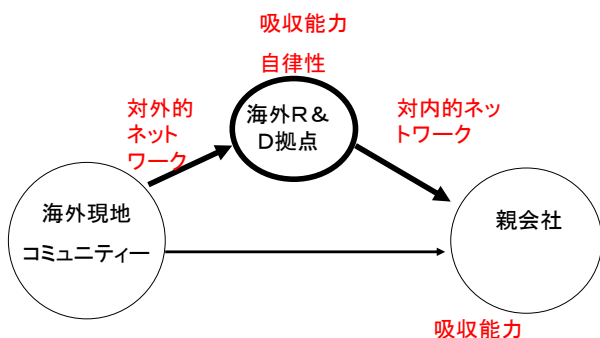 吸収能力
自律性
対外的
ネット
ワーク
海外R&
D拠点
対内的ネッ
トワーク
海外現地
コミュニティー
親会社
吸収能力